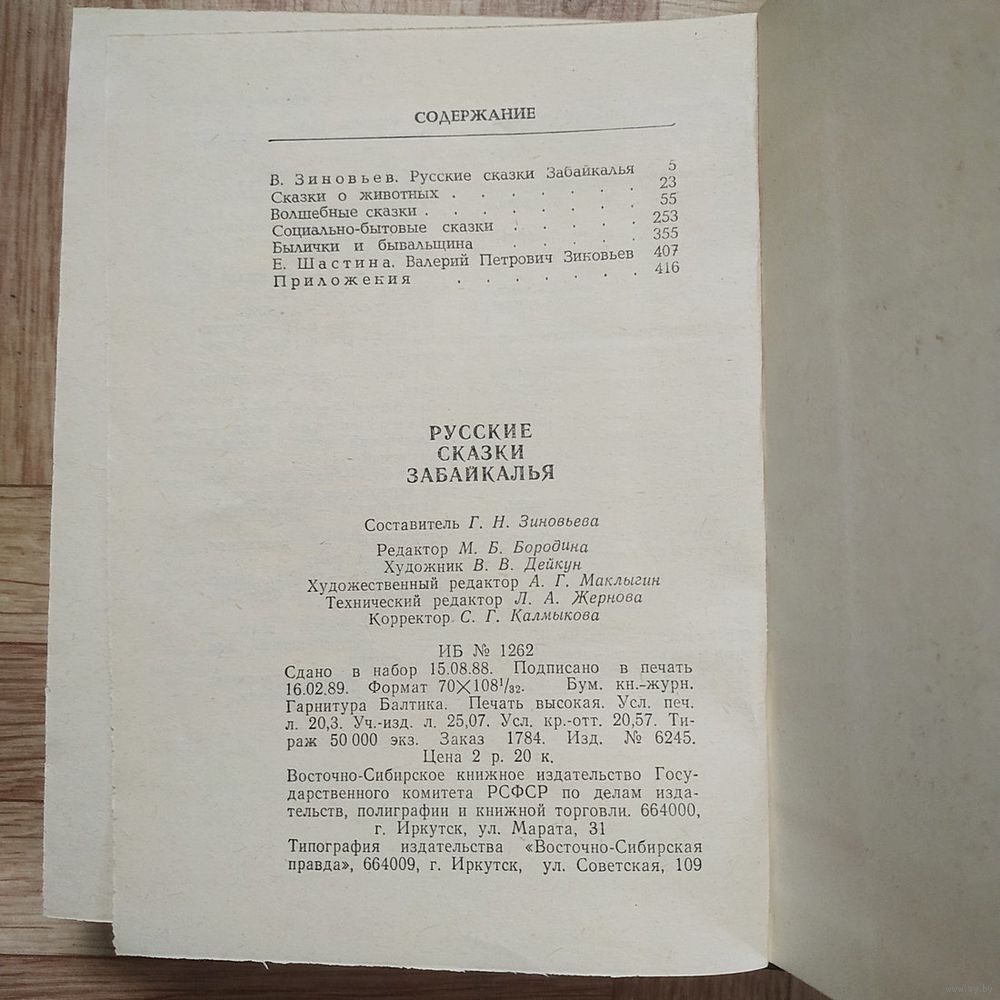 СОДЕРЖАНИЕ
В. Зиновьев. Русские сказки Забайкалья 5
Сказки о животных . . . . . . . 23
Волшебные сказки . . . . . . . . 55
Социально-бытовые сказки . . . . . 253
Былички и бывальщина . . . . . 355
Е. Шастина. Валерий Петрович Зиковьев 407
Приложекия . . . . . . . 416
РУССКИЕ
СКАЗКИ
ЗАБАЙКАЛЬЯ
Составитель Г. Н. Зиновьева
Редактор М. Б. Бородина
Художник В. В. Дейкун
Художественный редактор А. Г. Маклыгин
Технический редактор Л. А. Жернова
Корректор С. Г. Калмыкова
ИБ № 1262
Сдано в набор 15.08.88. Подписано в печать
16.02.89. Формат 70×108¹/₃₂. Бум. кн.-журн.
Гарнитура Балтика. Печать высокая. Усл. печ.
л. 20,3. Уч.-изд. л. 25,07. Усл. кр.-отт. 20,57. Ти-
раж 50 000 экз. Заказ 1784. Изд. № 6245.
Цена 2 р. 20 к.
Восточно-Сибирское книжное издательство Госу-
дарственного комитета РСФСР по делам изда-
тельств, полиграфии и книжной торговли. 664000,
г. Иркутск, ул. Марата, 31
Типография издательства «Восточно-Сибирская
правда», 664009, г. Иркутск, ул. Советская, 109
www.ay.by